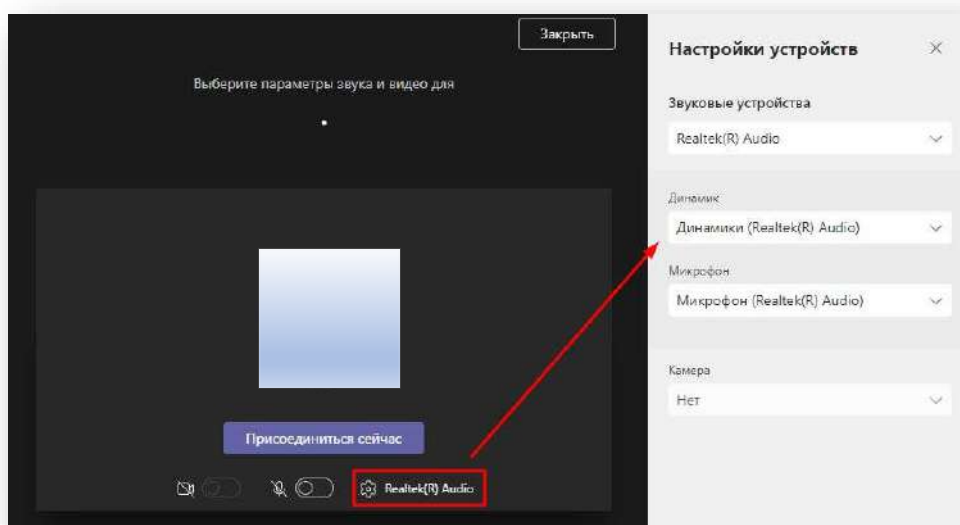 Закрыть
Выберите параметры звука и видео для
Присоединиться сейчас
Realtek(R) Audio
Настройки устройств
Звуковые устройства
Realtek(R) Audio
Динамик
Динамики (Realtek(R) Audio)
Микрофон
Микрофон (Realtek(R) Audio)
Камера
Нет